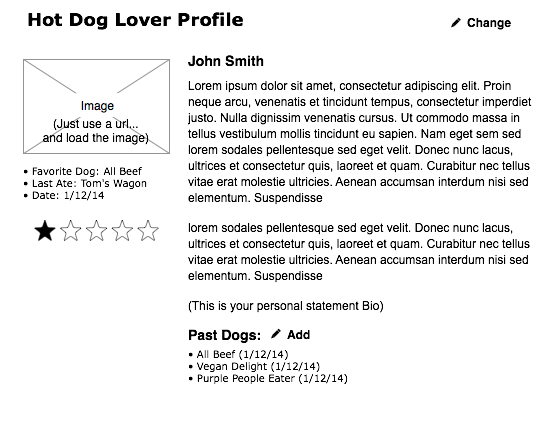 Hot Dog Lover Profile
Change
Image
(Just use a url...
and load the image)
• Favorite Dog: All Beef
• Last Ate: Tom's Wagon
• Date: 1/12/14
John Smith
Lorem ipsum dolor sit amet, consectetur adipiscing elit. Proin
neque arcu, venenatis et tincidunt tempus, consectetur imperdiet
justo. Nulla dignissim venenatis cursus. Ut commodo massa in
tellus vestibulum mollis tincidunt eu sapien. Nam eget sem sed
lorem sodales pellentesque sed eget velit. Donec nunc lacus,
ultrices et consectetur quis, laoreet et quam. Curabitur nec tellus
vitae erat molestie ultricies. Aenean accumsan interdum nisi sed
elementum. Suspendisse
lorem sodales pellentesque sed eget velit. Donec nunc lacus,
ultrices et consectetur quis, laoreet et quam. Curabitur nec tellus
vitae erat molestie ultricies. Aenean accumsan interdum nisi sed
elementum. Suspendisse
(This is your personal statement Bio)
Past Dogs: Add
• All Beef (1/12/14)
• Vegan Delight (1/12/14)
• Purple People Eater (1/12/14)